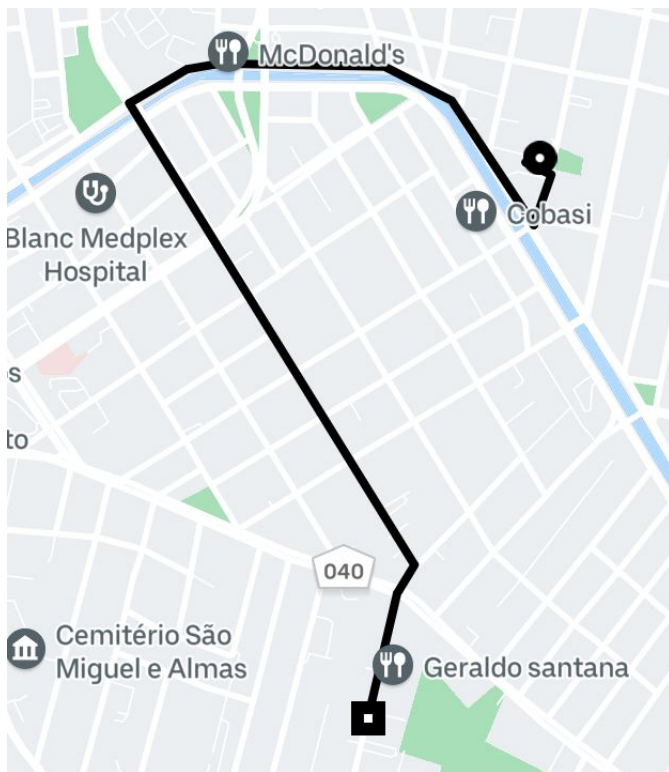 McDonald's
Cobasi
Blanc Medplex
Hospital
s
to
040
Cemitério São
Miguel e Almas
Geraldo santana